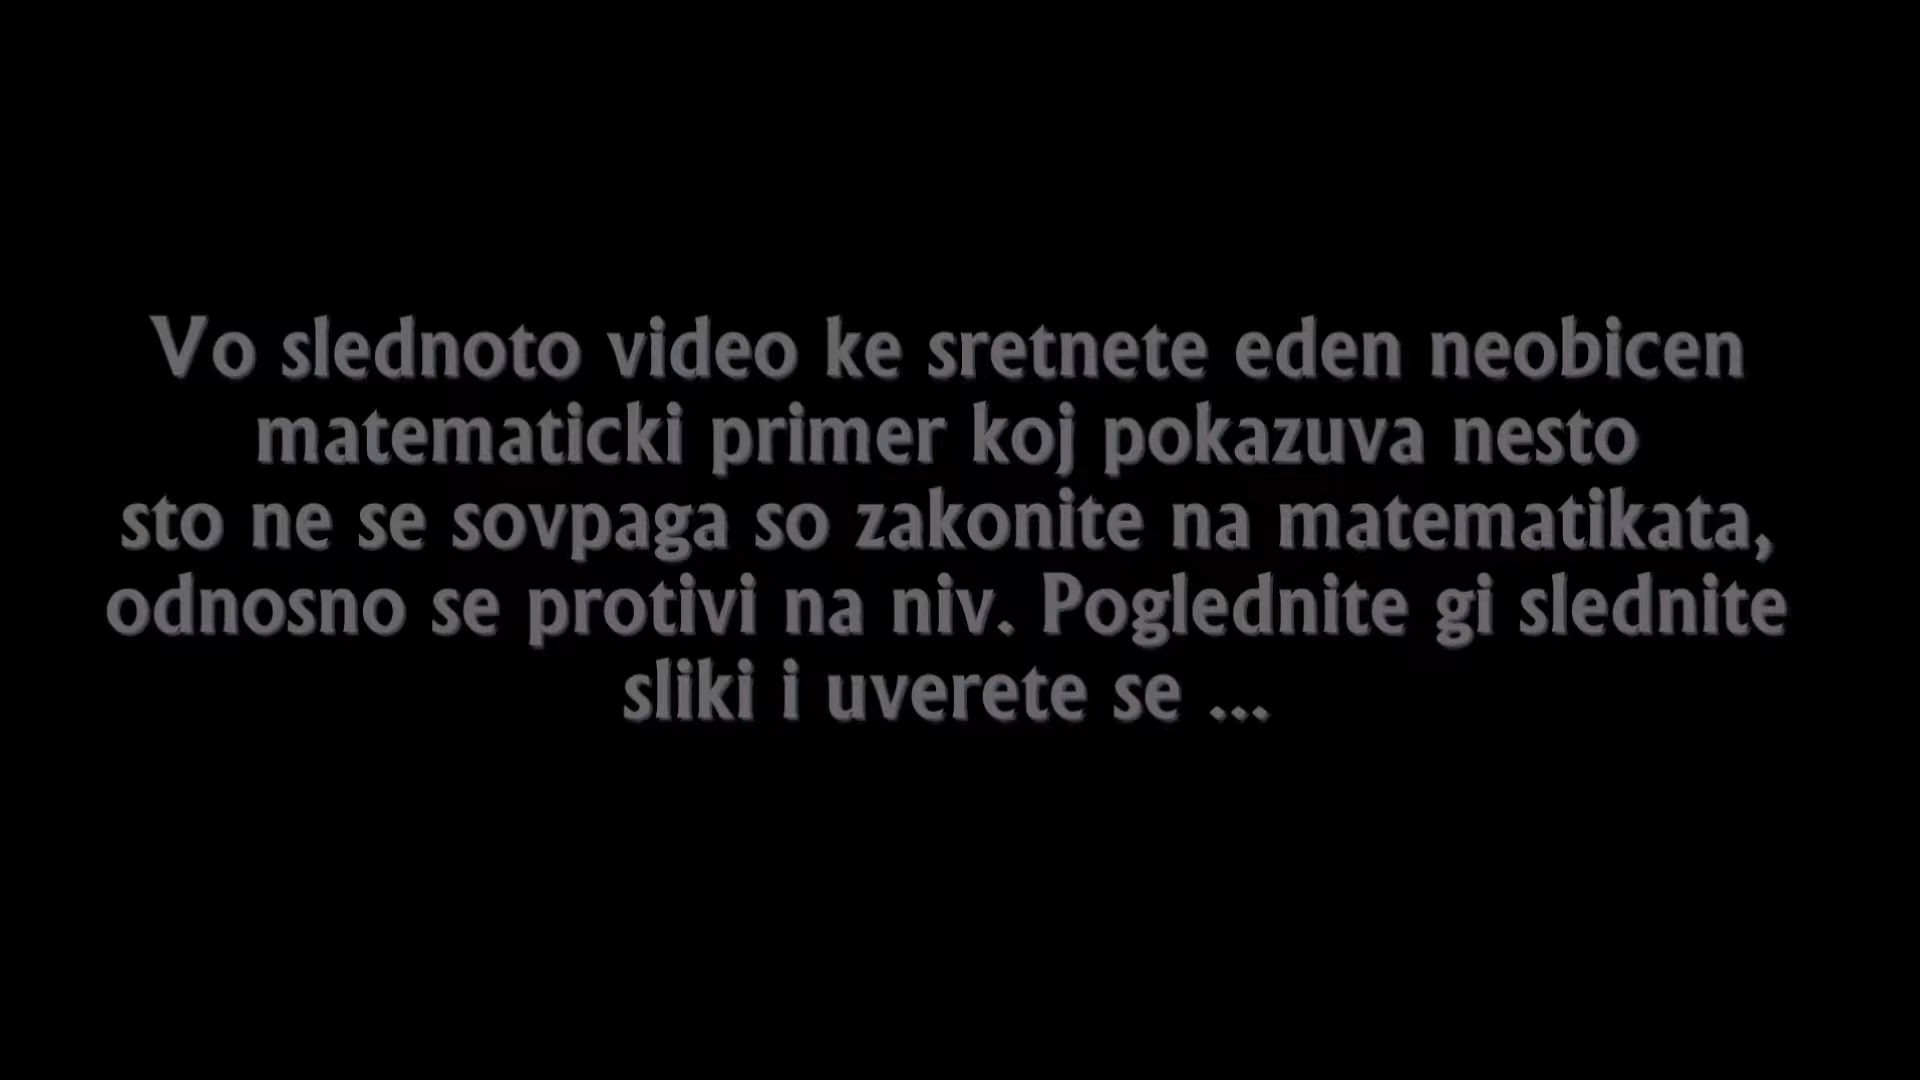 Vo slednoto video ke sretnete eden neobicen
matematicki primer koj pokazuva nesto
sto ne se sovpaga so zakonite na matematikata,
odnosno se protivi na niv. Poglednite gi slednite
sliki i uverete se ...